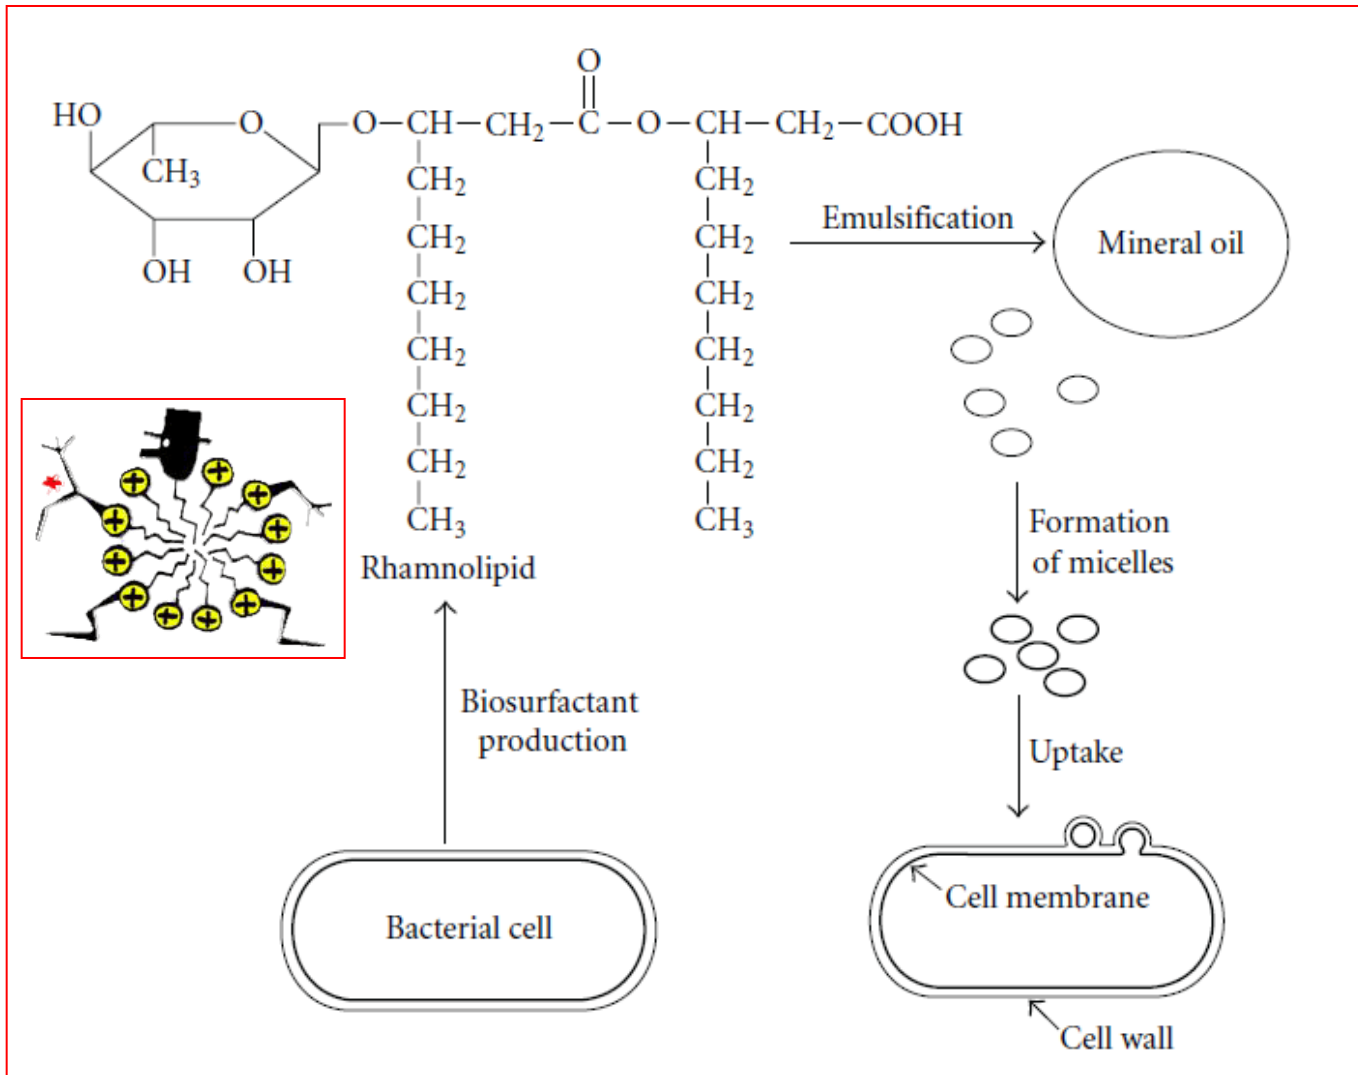 O
HO
O
O–CH–CH₂–C–O–CH–CH₂–COOH
CH₃
OH
OH
CH₂
CH₂
CH₂
CH₂
CH₂
CH₂
CH₃
CH₂
CH₂
CH₂
CH₂
CH₂
CH₂
CH₃
Rhamnolipid
Emulsification
Mineral oil
Formation
of micelles
Uptake
Biosurfactant
production
Bacterial cell
Cell membrane
Cell wall
+
+
+
+
+
+
+
+
+
+
+
+